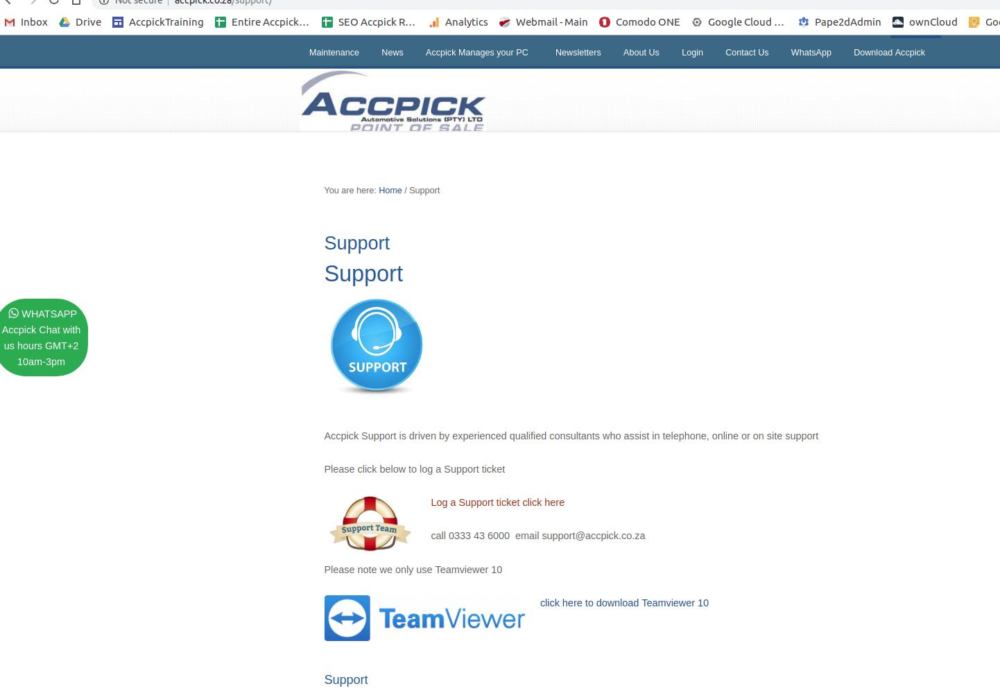 Not secure | accpick.co.za/support/
Inbox Drive AccpickTraining Entire Accpick... SEO Accpick R... Analytics Webmail - Main Comodo ONE Google Cloud ... Pape2dAdmin ownCloud Goo
Maintenance News Accpick Manages your PC Newsletters About Us Login Contact Us WhatsApp Download Accpick
ACCPICK
Automotive Solutions (PTY) LTD
POINT OF SALE
You are here: Home / Support
Support
Support
SUPPORT
WHATSAPP
Accpick Chat with
us hours GMT+2
10am-3pm
Accpick Support is driven by experienced qualified consultants who assist in telephone, online or on site support
Please click below to log a Support ticket
Support Team
Log a Support ticket click here
call 0333 43 6000 email support@accpick.co.za
Please note we only use Teamviewer 10
TeamViewer
click here to download Teamviewer 10
Support